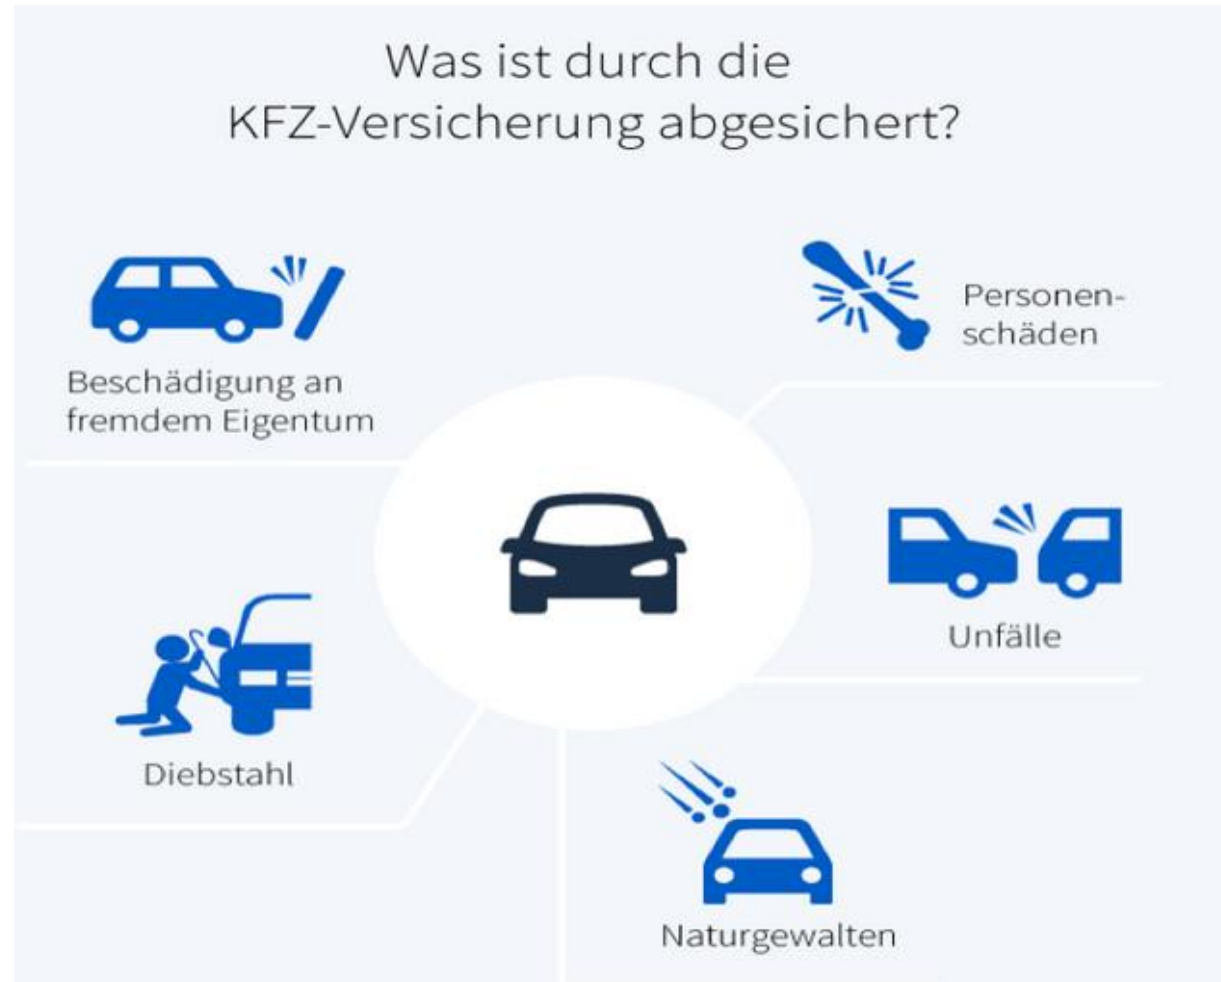 Was ist durch die
KFZ-Versicherung abgesichert?
Beschädigung an
fremdem Eigentum
Personen-
schäden
Unfälle
Diebstahl
Naturgewalten